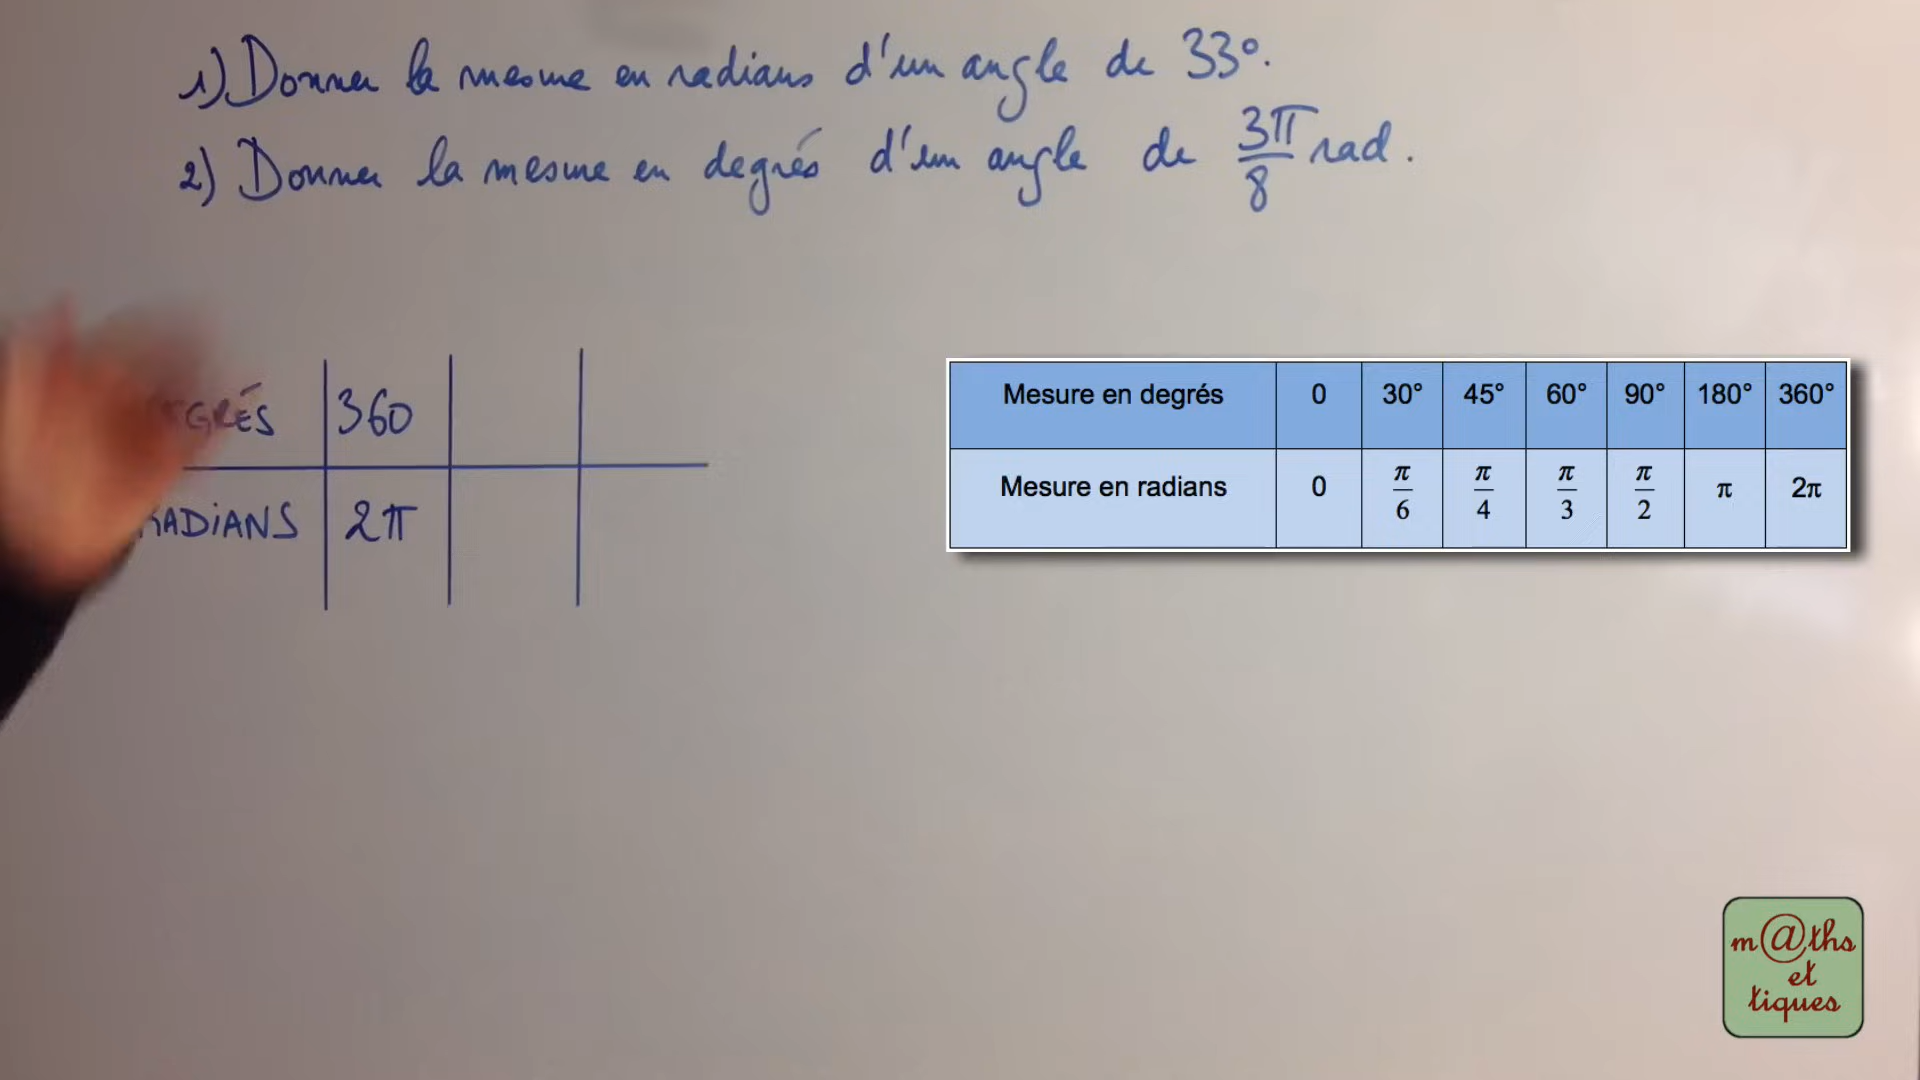 1) Donner la mesure en radians d'un angle de 33°.
2) Donner la mesure en degrés d'un angle de 3π/8 rad.
360
RADIANS 2π
Mesure en degrés 0 30° 45° 60° 90° 180° 360°
Mesure en radians 0 π/6 π/4 π/3 π/2 π 2π
m@ths
et
tiques